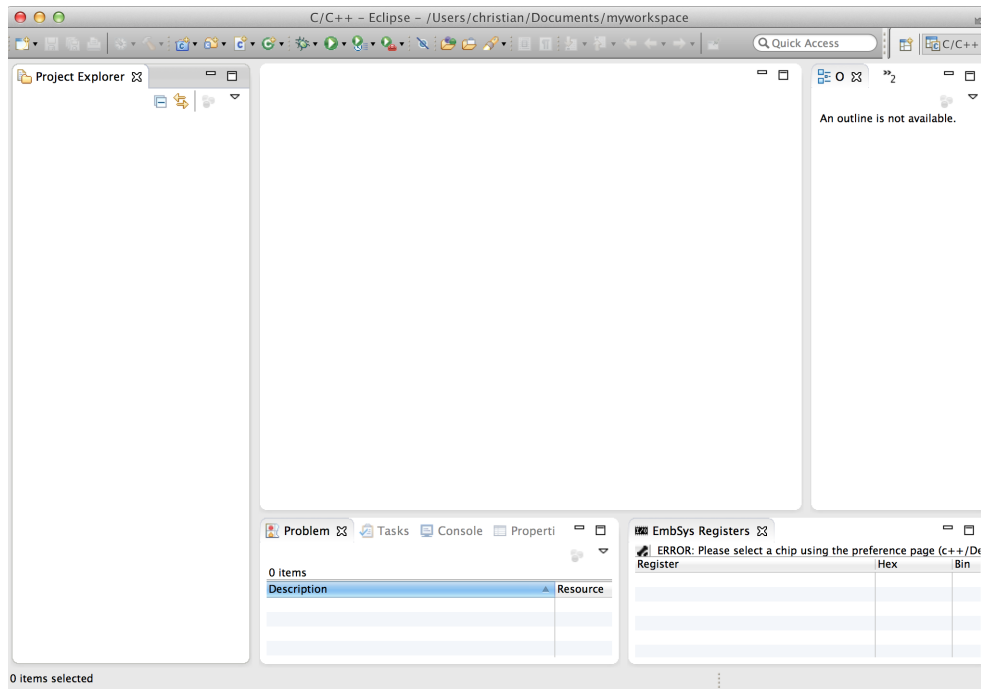 C/C++ – Eclipse – /Users/christian/Documents/myworkspace
Quick Access
C/C++
Project Explorer
O
»2
An outline is not available.
Problem
Tasks
Console
Properti
0 items
Description
Resource
EmbSys Registers
ERROR: Please select a chip using the preference page (c++/De
Register
Hex
Bin
0 items selected